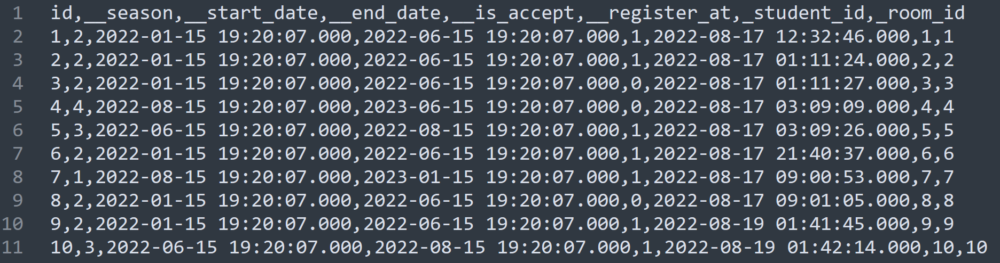 1 id,__season,__start_date,__end_date,__is_accept,__register_at,_student_id,_room_id
2 1,2,2022-01-15 19:20:07.000,2022-06-15 19:20:07.000,1,2022-08-17 12:32:46.000,1,1
3 2,2,2022-01-15 19:20:07.000,2022-06-15 19:20:07.000,1,2022-08-17 01:11:24.000,2,2
4 3,2,2022-01-15 19:20:07.000,2022-06-15 19:20:07.000,0,2022-08-17 01:11:27.000,3,3
5 4,4,2022-08-15 19:20:07.000,2023-06-15 19:20:07.000,0,2022-08-17 03:09:09.000,4,4
6 5,3,2022-06-15 19:20:07.000,2022-08-15 19:20:07.000,1,2022-08-17 03:09:26.000,5,5
7 6,2,2022-01-15 19:20:07.000,2022-06-15 19:20:07.000,1,2022-08-17 21:40:37.000,6,6
8 7,1,2022-08-15 19:20:07.000,2023-01-15 19:20:07.000,1,2022-08-17 09:00:53.000,7,7
9 8,2,2022-01-15 19:20:07.000,2022-06-15 19:20:07.000,0,2022-08-17 09:01:05.000,8,8
10 9,2,2022-01-15 19:20:07.000,2022-06-15 19:20:07.000,1,2022-08-19 01:41:45.000,9,9
11 10,3,2022-06-15 19:20:07.000,2022-08-15 19:20:07.000,1,2022-08-19 01:42:14.000,10,10